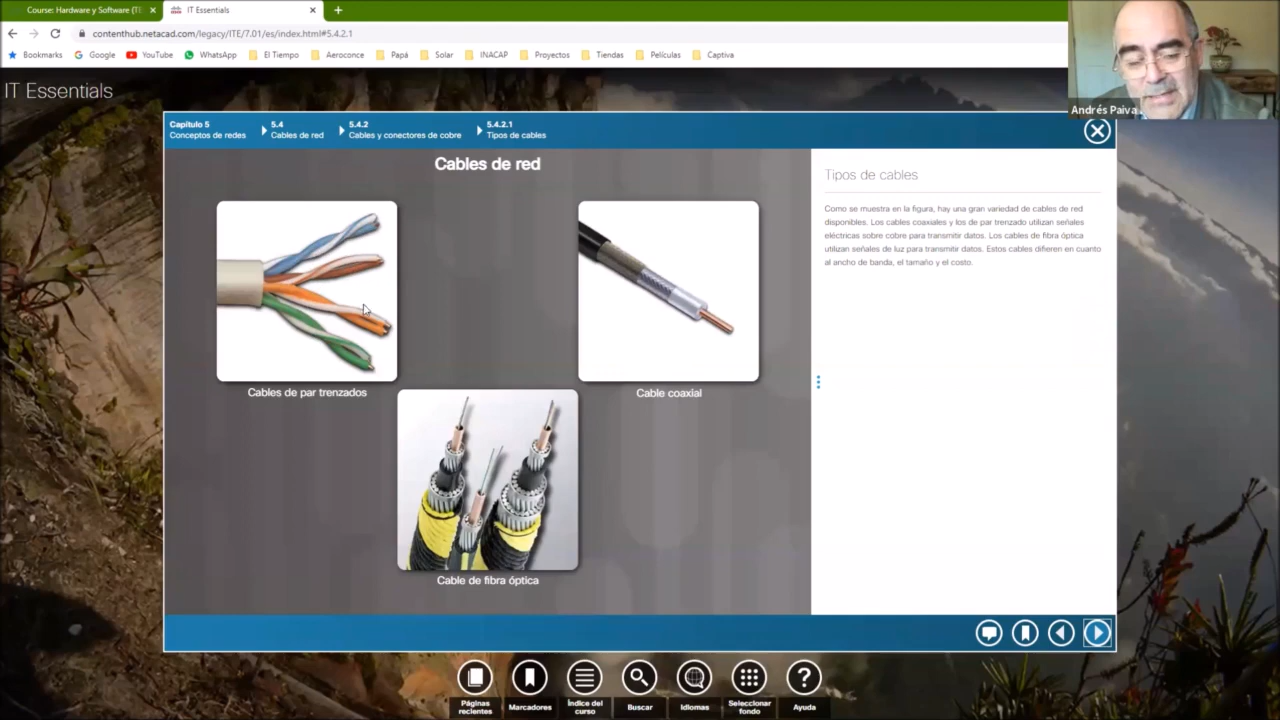 Course: Hardware y Software (TI
IT Essentials
contenthub.netacad.com/legacy/ITE/7.01/es/index.html#5.4.2.1
Bookmarks Google YouTube WhatsApp El Tiempo Aeroconce Papá Solar INACAP Proyectos Tiendas Películas Captiva
Andrés Paiva
IT Essentials
Capítulo 5
Conceptos de redes
5.4
Cables de red
5.4.2
Cables y conectores de cobre
5.4.2.1
Tipos de cables
Cables de red
Cables de par trenzados
Cable coaxial
Cable de fibra óptica
Tipos de cables
Como se muestra en la figura, hay una gran variedad de cables de red
disponibles. Los cables coaxiales y los de par trenzado utilizan señales
eléctricas sobre cobre para transmitir datos. Los cables de fibra óptica
utilizan señales de luz para transmitir datos. Estos cables difieren en cuanto
al ancho de banda, el tamaño y el costo.
Páginas
recientes
Marcadores
Índice del
curso
Buscar
Idiomas
Seleccionar
fondo
?
Ayuda